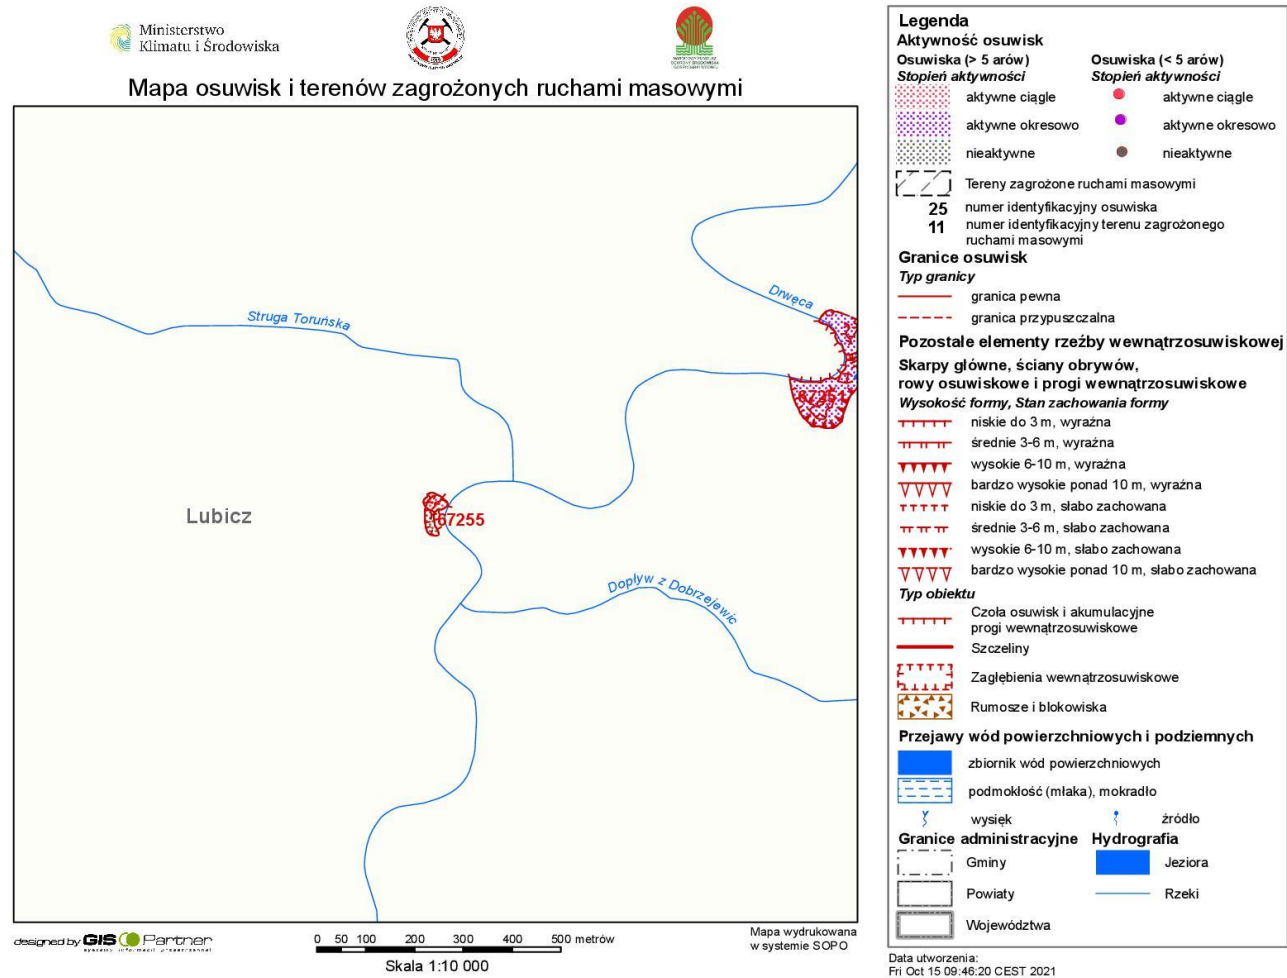 Ministerstwo
Klimatu i Środowiska
Mapa osuwisk i terenów zagrożonych ruchami masowymi
Struga Toruńska
Drwęca
67251
Lubicz
67255
Dopływ z Dobrzejewic
designed by GIS Partner
systemy informacji przestrzennej
0 50 100 200 300 400 500 metrów
Skala 1:10 000
Mapa wydrukowana
w systemie SOPO
Legenda
Aktywność osuwisk
Osuwiska (> 5 arów) Osuwiska (< 5 arów)
Stopień aktywności Stopień aktywności
aktywne ciągle aktywne ciągle
aktywne okresowo aktywne okresowo
nieaktywne nieaktywne
Tereny zagrożone ruchami masowymi
25 numer identyfikacyjny osuwiska
11 numer identyfikacyjny terenu zagrożonego
ruchami masowymi
Granice osuwisk
Typ granicy
granica pewna
granica przypuszczalna
Pozostałe elementy rzeźby wewnątrzosuwiskowej
Skarpy główne, ściany obrywów,
rowy osuwiskowe i progi wewnątrzosuwiskowe
Wysokość formy, Stan zachowania formy
niskie do 3 m, wyraźna
średnie 3-6 m, wyraźna
wysokie 6-10 m, wyraźna
bardzo wysokie ponad 10 m, wyraźna
niskie do 3 m, słabo zachowana
średnie 3-6 m, słabo zachowana
wysokie 6-10 m, słabo zachowana
bardzo wysokie ponad 10 m, słabo zachowana
Typ obiektu
Czoła osuwisk i akumulacyjne
progi wewnątrzosuwiskowe
Szczeliny
Zagłębienia wewnątrzosuwiskowe
Rumosze i blokowiska
Przejawy wód powierzchniowych i podziemnych
zbiornik wód powierzchniowych
podmokłość (młaka), mokradło
wysięk źródło
Granice administracyjne Hydrografia
Gminy Jeziora
Powiaty Rzeki
Województwa
Data utworzenia:
Fri Oct 15 09:46:20 CEST 2021